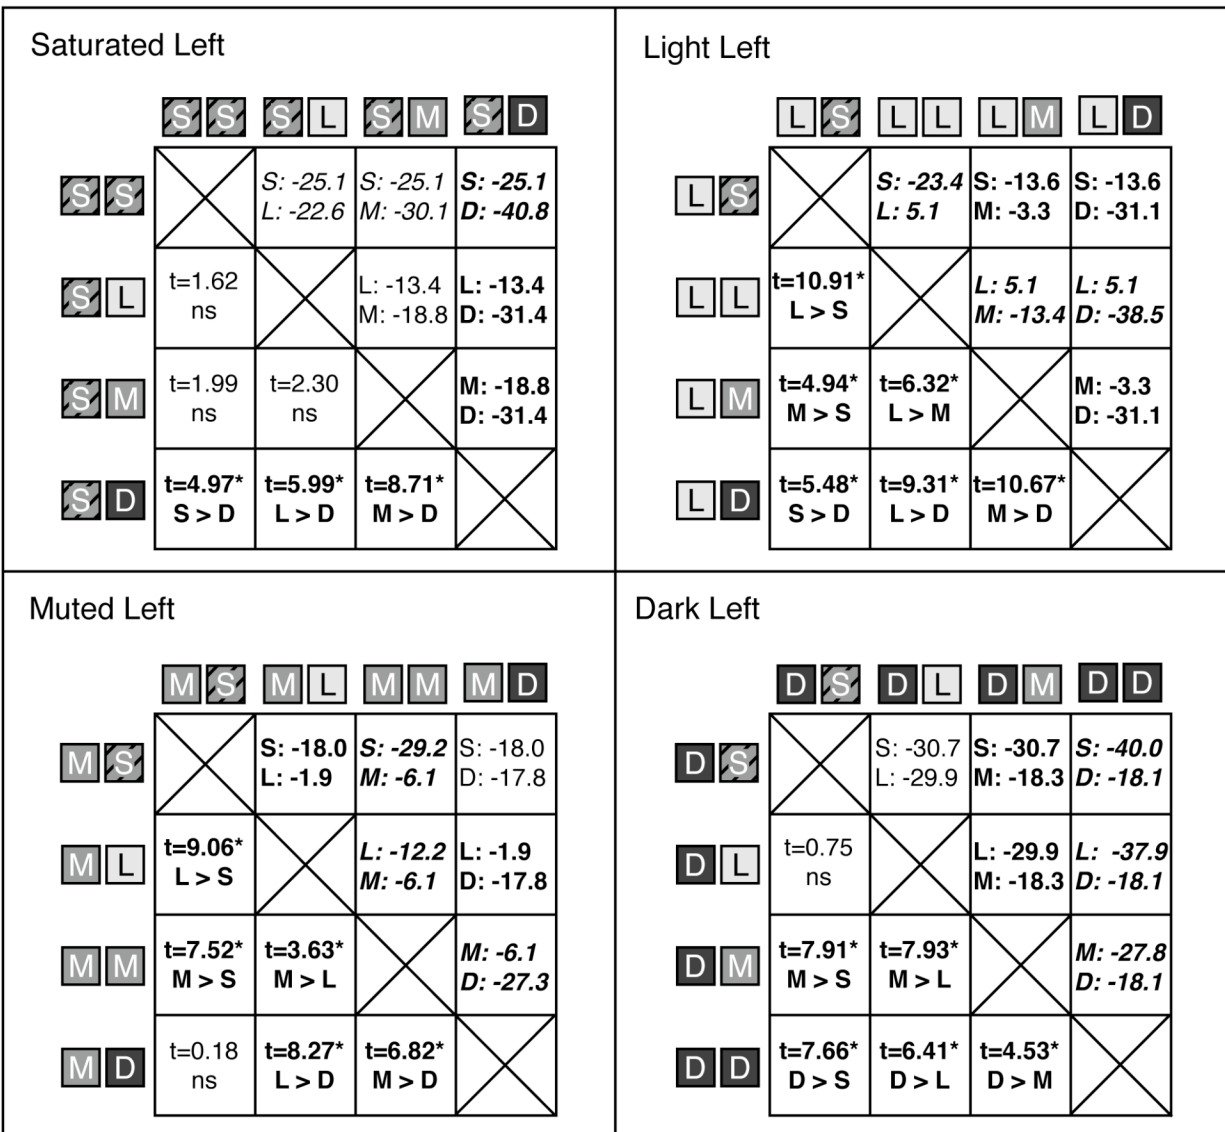 Saturated Left
S S S L S M S D
S S
S: -25.1 S: -25.1 S: -25.1
L: -22.6 M: -30.1 D: -40.8
S L
t=1.62 L: -13.4 L: -13.4
ns M: -18.8 D: -31.4
S M
t=1.99 t=2.30 M: -18.8
ns ns D: -31.4
S D
t=4.97* t=5.99* t=8.71*
S > D L > D M > D
Light Left
L S L L L M L D
L S
S: -23.4 S: -13.6 S: -13.6
L: 5.1 M: -3.3 D: -31.1
L L
t=10.91* L: 5.1 L: 5.1
L > S M: -13.4 D: -38.5
L M
t=4.94* t=6.32* M: -3.3
M > S L > M D: -31.1
L D
t=5.48* t=9.31* t=10.67*
S > D L > D M > D
Muted Left
M S M L M M M D
M S
S: -18.0 S: -29.2 S: -18.0
L: -1.9 M: -6.1 D: -17.8
M L
t=9.06* L: -12.2 L: -1.9
L > S M: -6.1 D: -17.8
M M
t=7.52* t=3.63* M: -6.1
M > S M > L D: -27.3
M D
t=0.18 t=8.27* t=6.82*
ns L > D M > D
Dark Left
D S D L D M D D
D S
S: -30.7 S: -30.7 S: -40.0
L: -29.9 M: -18.3 D: -18.1
D L
t=0.75 L: -29.9 L: -37.9
ns M: -18.3 D: -18.1
D M
t=7.91* t=7.93* M: -27.8
M > S M > L D: -18.1
D D
t=7.66* t=6.41* t=4.53*
D > S D > L D > M